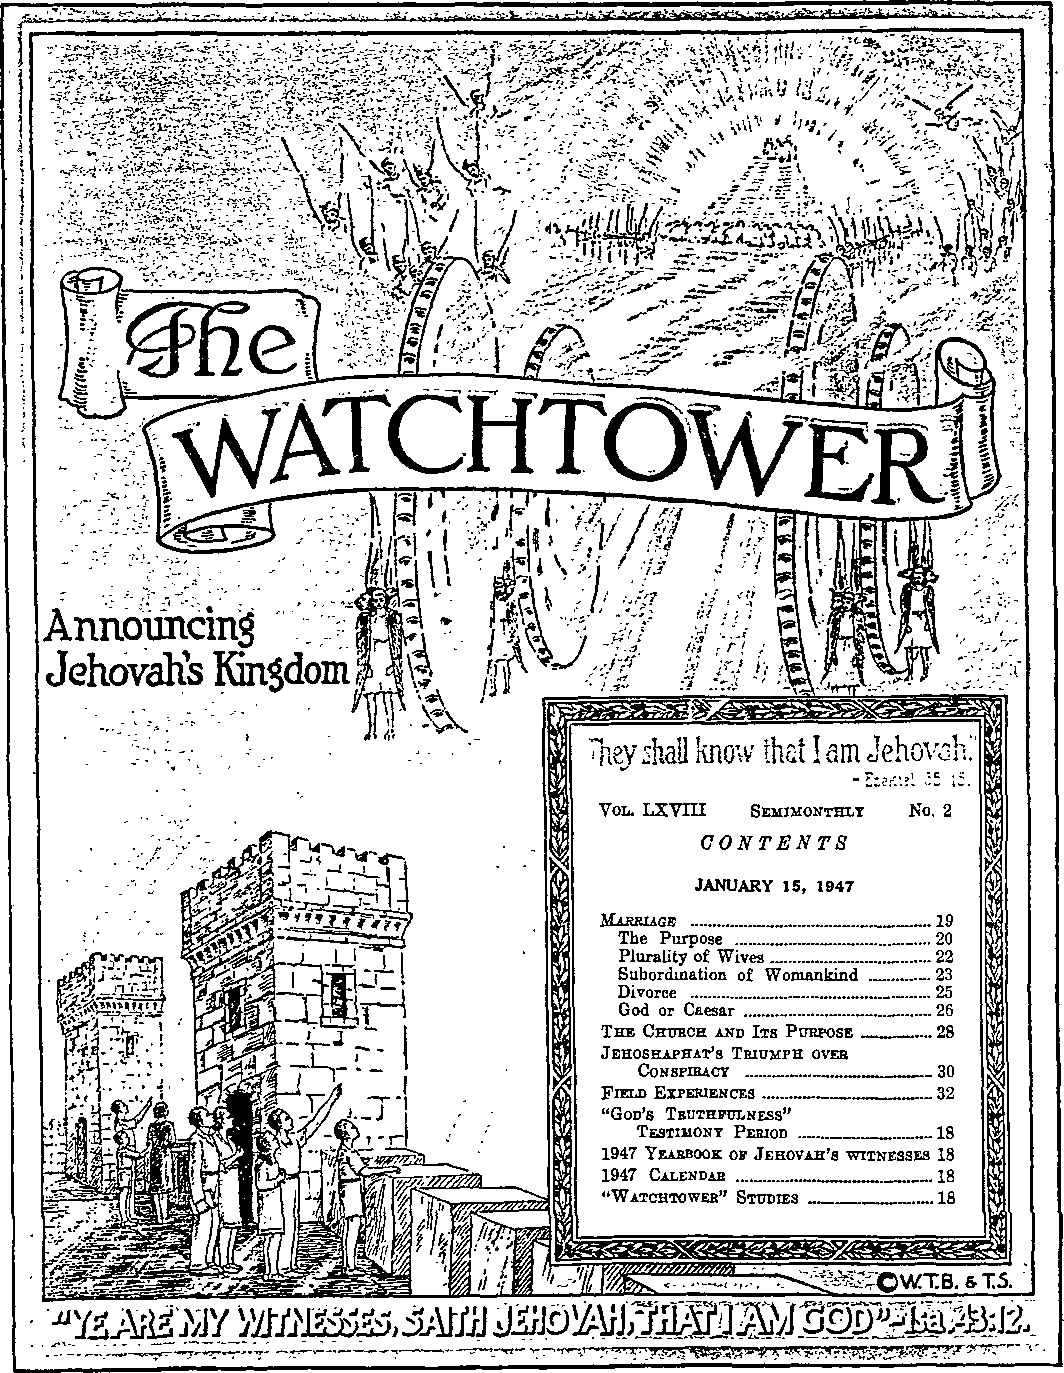 The
WATCHTOWER
Announcing
Jehovah's Kingdom
"They shall know that I am Jehovah."
- Ezekiel 35:15.
VOL. LXVIII SEMIMONTHLY No. 2
CONTENTS
JANUARY 15, 1947
MARRIAGE 19
The Purpose 20
Plurality of Wives 22
Subordination of Womankind 23
Divorce 25
God or Caesar 26
THE CHURCH AND ITS PURPOSE 28
JEHOSHAPHAT'S TRIUMPH OVER
CONSPIRACY 30
FIELD EXPERIENCES 32
"GOD'S TRUTHFULNESS"
TESTIMONY PERIOD 18
1947 YEARBOOK OF JEHOVAH'S WITNESSES 18
1947 CALENDAR 18
"WATCHTOWER" STUDIES 18
©W.T.B. & T.S.
"YE ARE MY WITNESSES, SAITH JEHOVAH, THAT I AM GOD"-Isa.43:12.